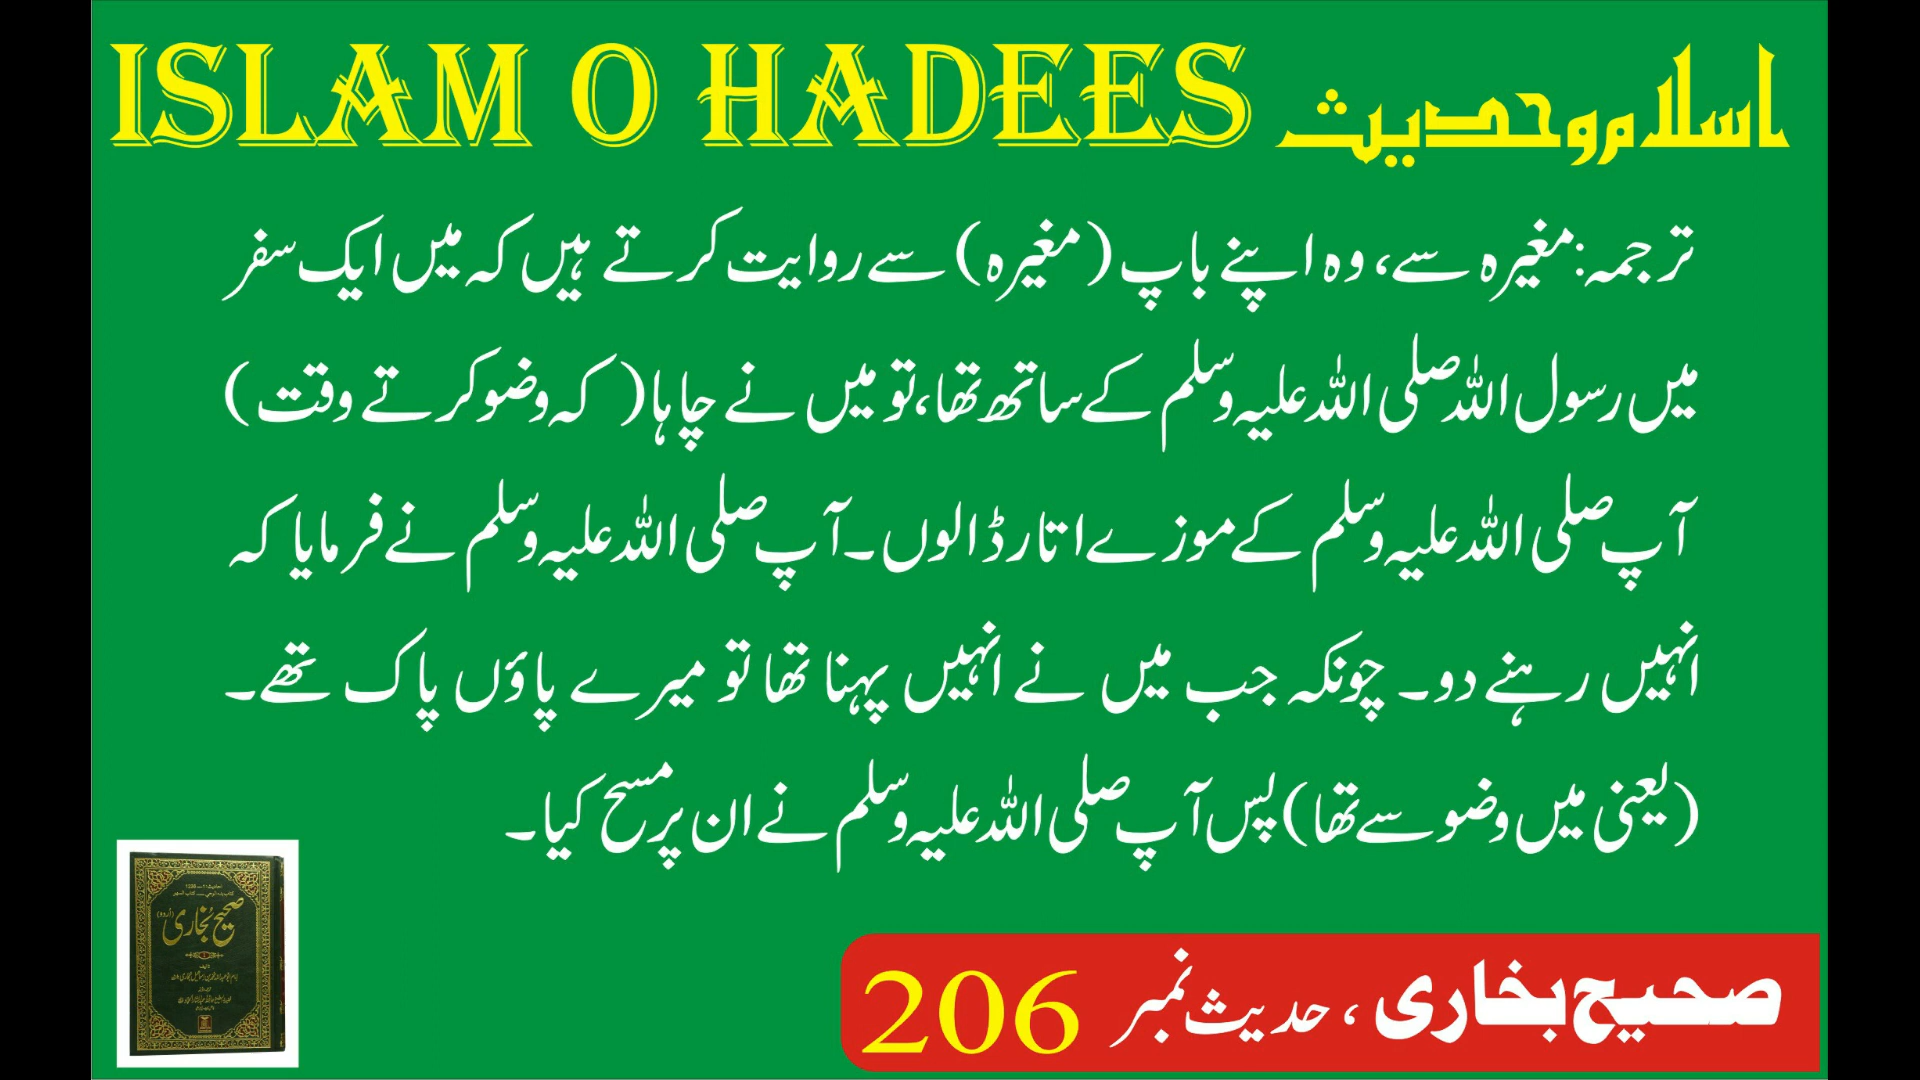 ISLAM O HADEES اسلام وحدیث
ترجمہ: مغیرہ سے، وہ اپنے باپ (مغیرہ) سے روایت کرتے ہیں کہ میں ایک سفر
میں رسول اللہ صلی اللہ علیہ وسلم کے ساتھ تھا، تو میں نے چاہا ( کہ وضو کرتے وقت )
آپ صلی اللہ علیہ وسلم کے موزے اتار ڈالوں۔ آپ صلی اللہ علیہ وسلم نے فرمایا کہ
انہیں رہنے دو۔ چونکہ جب میں نے انہیں پہنا تھا تو میرے پاؤں پاک تھے۔
(یعنی میں وضو سے تھا) پس آپ صلی اللہ علیہ وسلم نے ان پر مسح کیا۔
صحیح بخاری (اردو)
صحیح بخاری ، حدیث نمبر 206